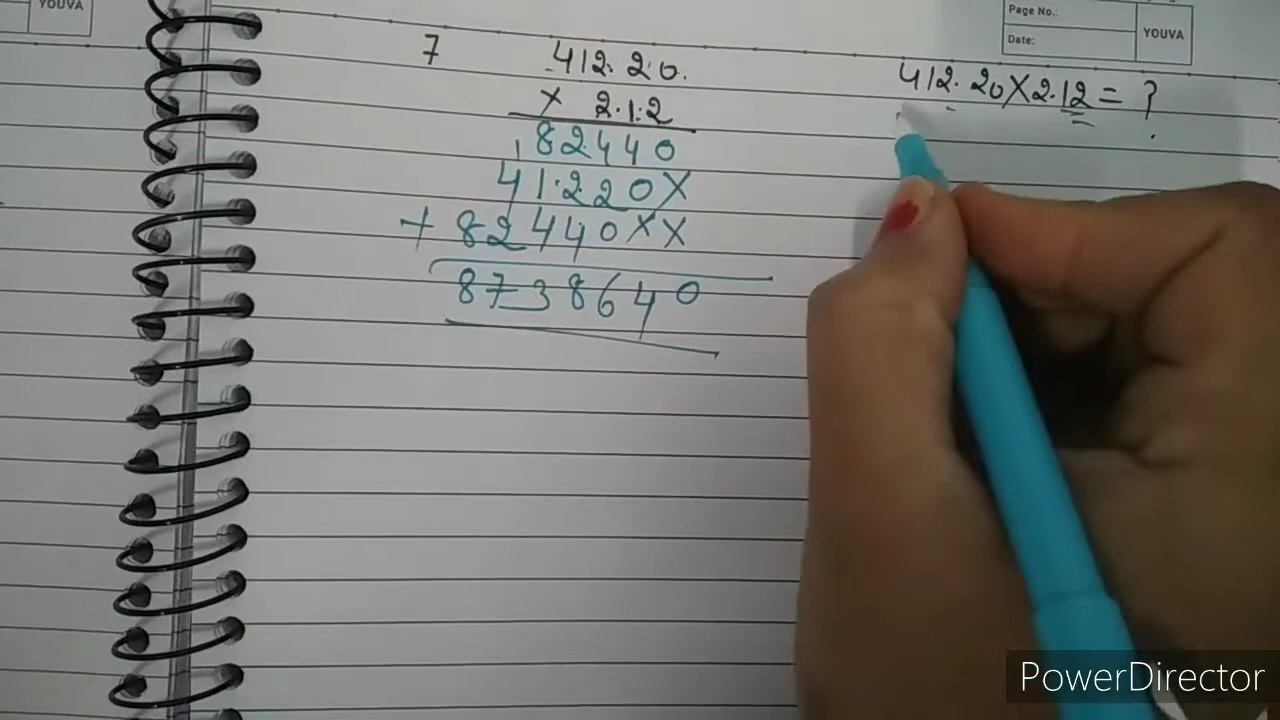 YOUVA
Page No.:
Date:
YOUVA
7
412.20
× 2.12
82440
41220×
+ 82440××
8738640
412.20×2.12=?
PowerDirector